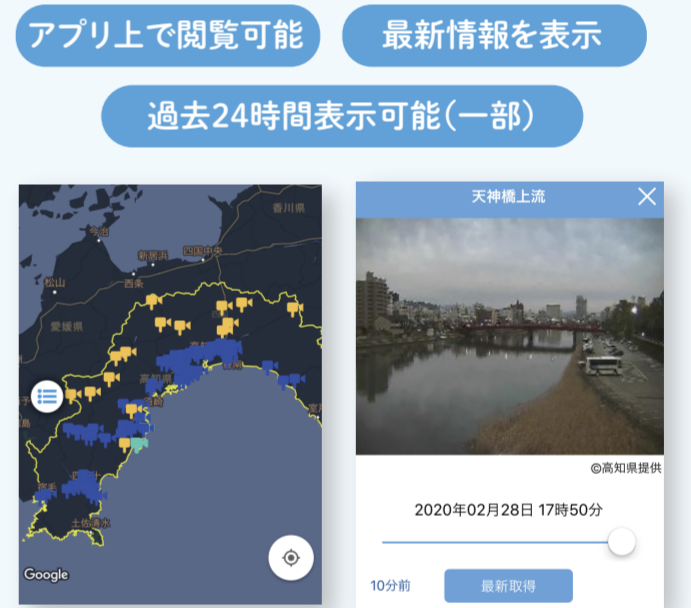 アプリ上で閲覧可能
最新情報を表示
過去24時間表示可能(一部)
香川県
今治
新居浜
四国中央
松山
西条
愛媛県
高知県
宿毛
土佐清水
Google
天神橋上流
©高知県提供
2020年02月28日 17時50分
10分前
最新取得